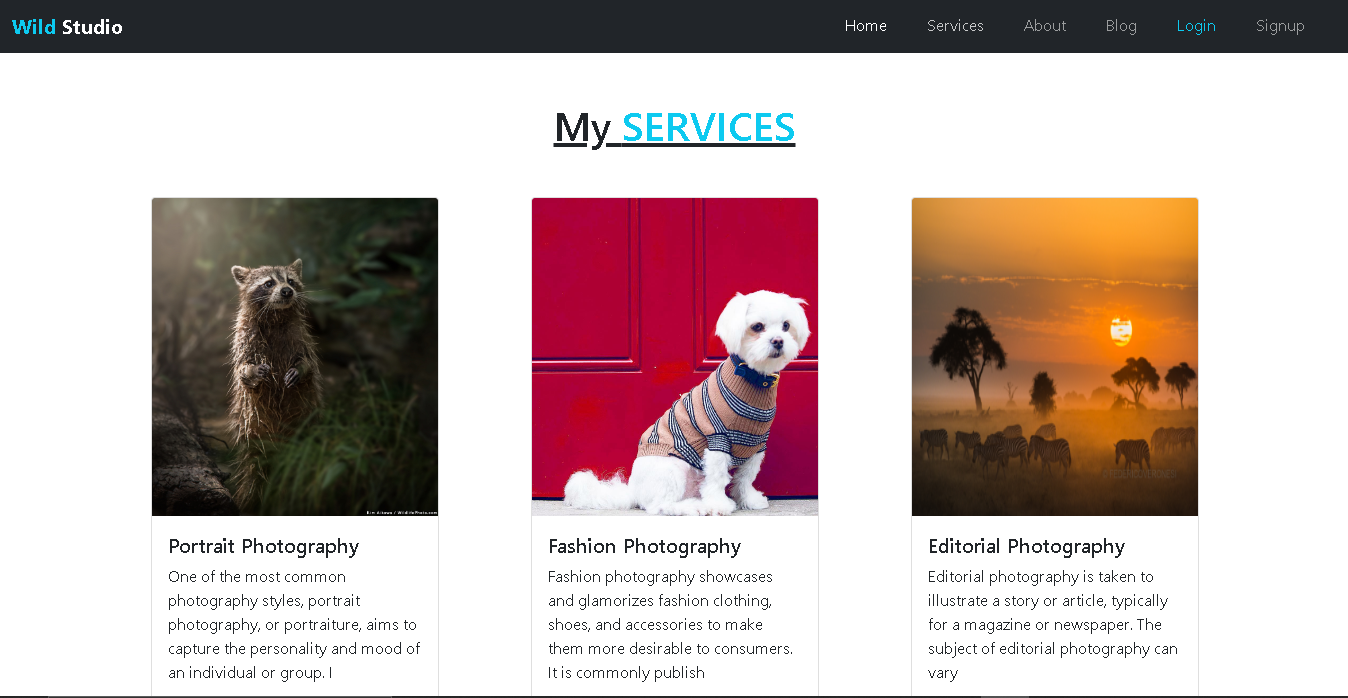 Wild Studio
Home Services About Blog Login Signup
My SERVICES
Portrait Photography
One of the most common
photography styles, portrait
photography, or portraiture, aims to
capture the personality and mood of
an individual or group. I
Fashion Photography
Fashion photography showcases
and glamorizes fashion clothing,
shoes, and accessories to make
them more desirable to consumers.
It is commonly publish
Editorial Photography
Editorial photography is taken to
illustrate a story or article, typically
for a magazine or newspaper. The
subject of editorial photography can
vary